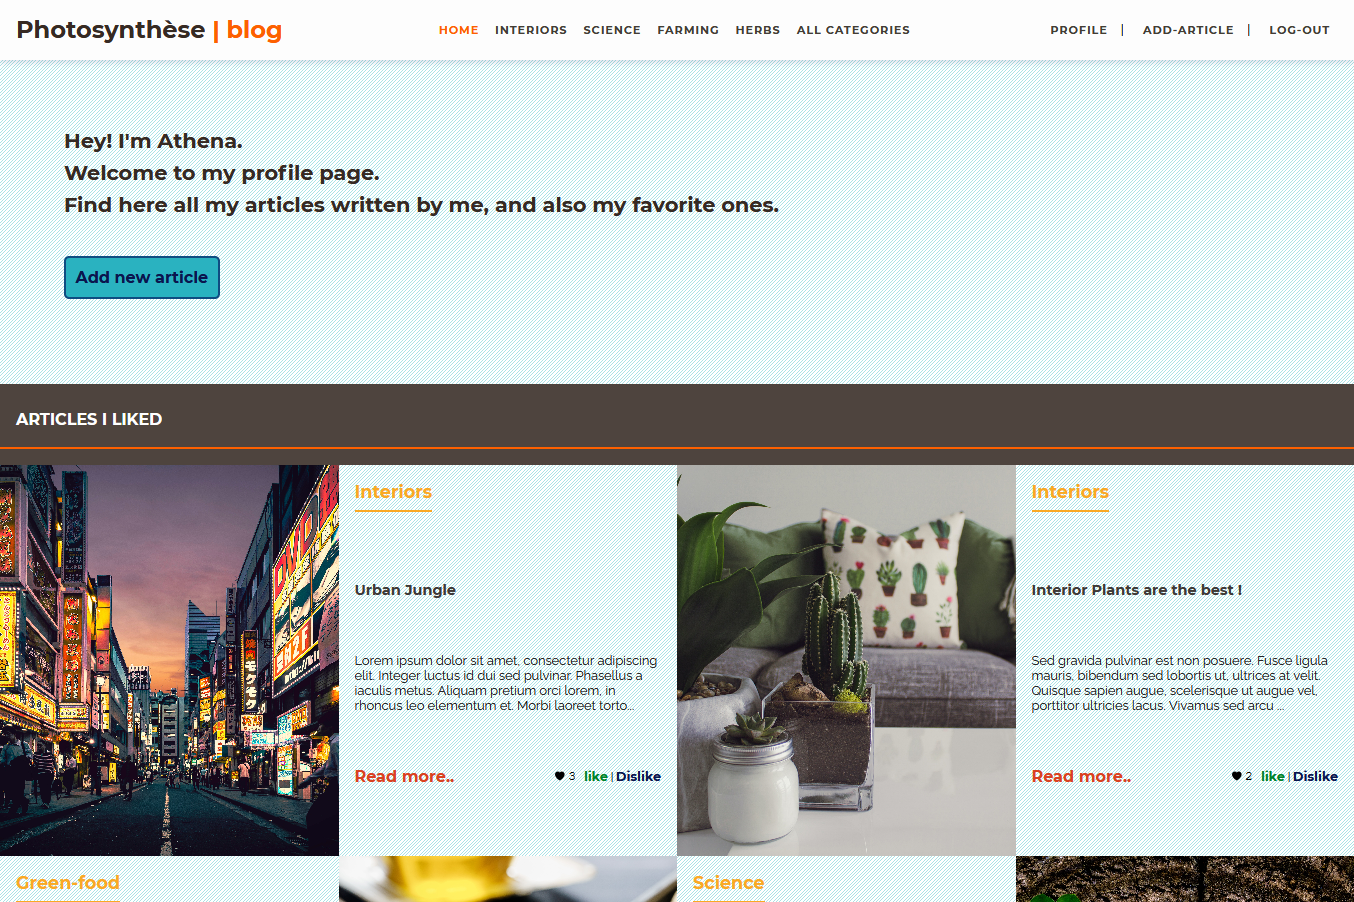 Photosynthèse | blog
HOME INTERIORS SCIENCE FARMING HERBS ALL CATEGORIES
PROFILE | ADD-ARTICLE | LOG-OUT
Hey! I'm Athena.
Welcome to my profile page.
Find here all my articles written by me, and also my favorite ones.
Add new article
ARTICLES I LIKED
Interiors
Urban Jungle
Lorem ipsum dolor sit amet, consectetur adipiscing
elit. Integer luctus id dui sed pulvinar. Phasellus a
iaculis metus. Aliquam pretium orci lorem, in
rhoncus leo elementum et. Morbi laoreet torto...
Read more..
3 like | Dislike
Interiors
Interior Plants are the best !
Sed gravida pulvinar est non posuere. Fusce ligula
mauris, bibendum sed lobortis ut, ultrices at velit.
Quisque sapien augue, scelerisque ut augue vel,
porttitor ultricies lacus. Vivamus sed arcu ...
Read more..
2 like | Dislike
Green-food
Science